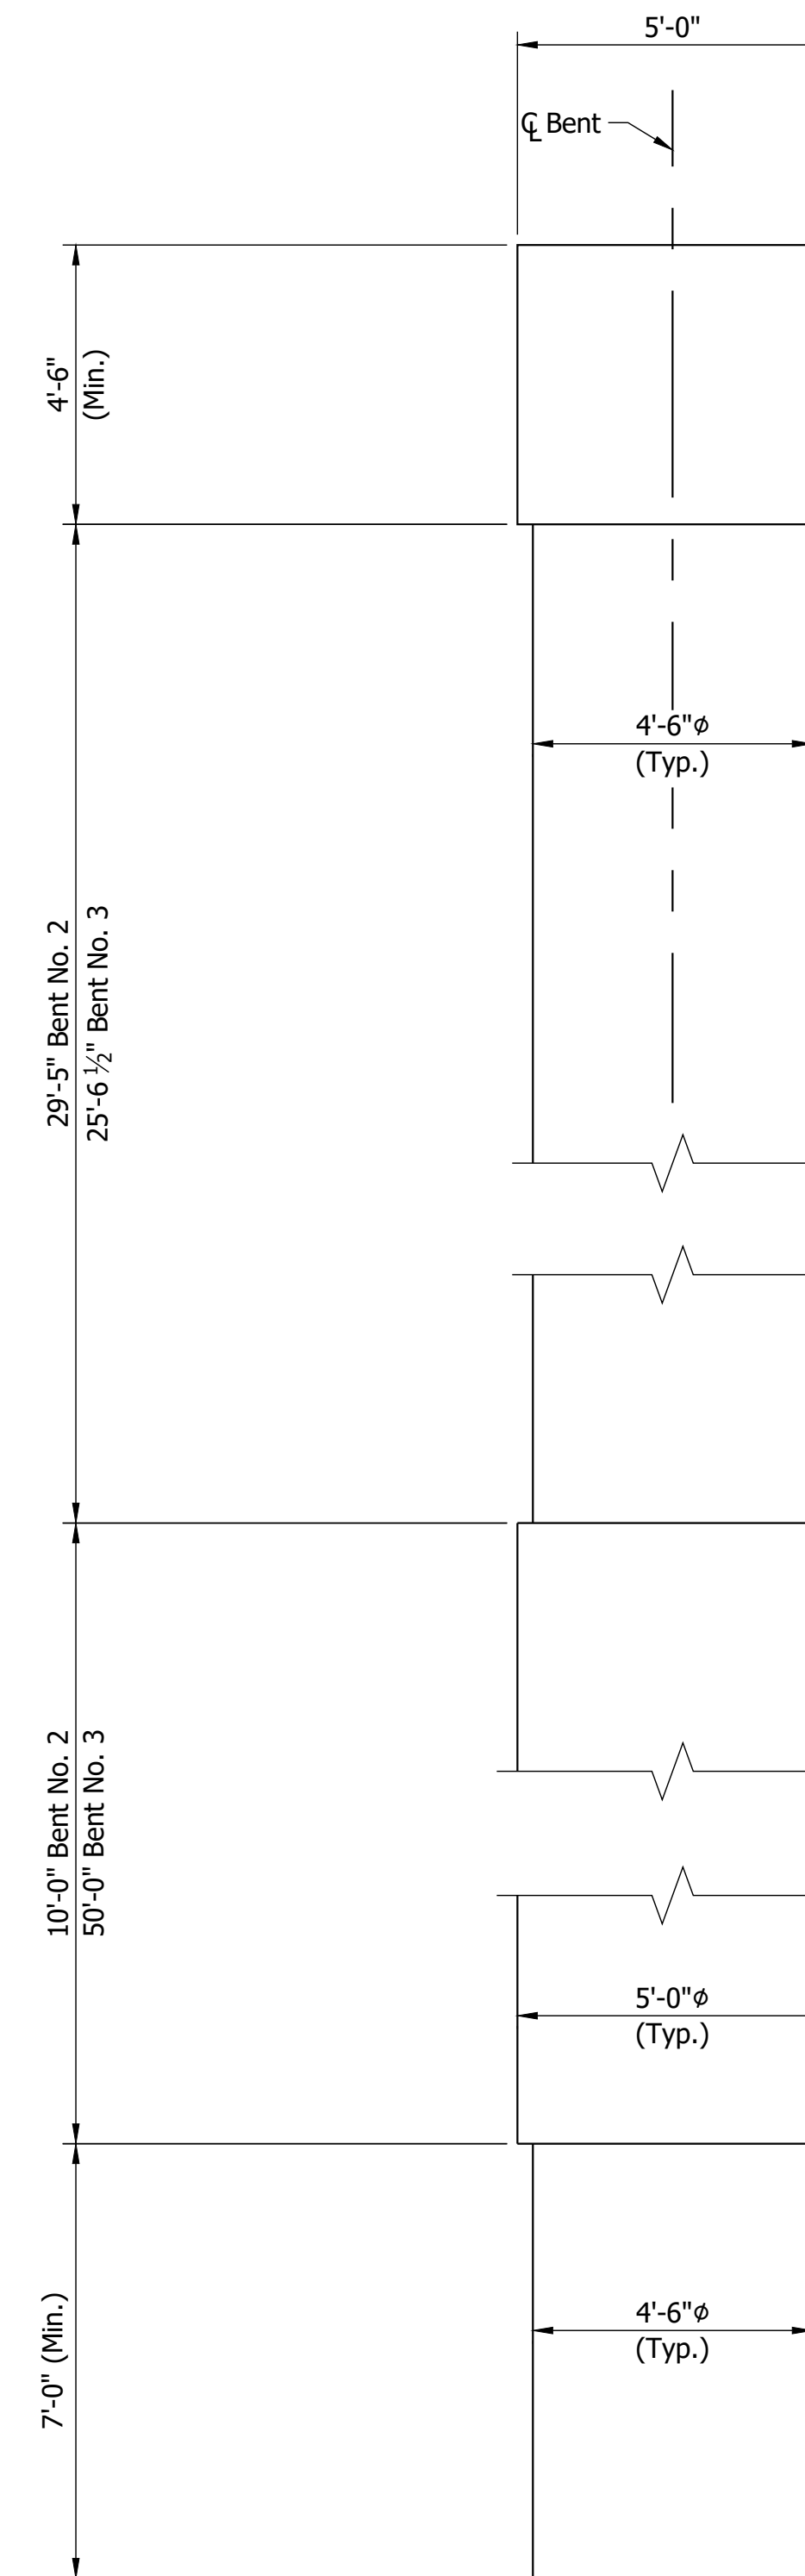 5'-0"
℄ Bent
4'-6"
(Min.)
4'-6"ϕ
(Typ.)
29'-5" Bent No. 2
25'-6 ½" Bent No. 3
10'-0" Bent No. 2
50'-0" Bent No. 3
5'-0"ϕ
(Typ.)
7'-0" (Min.)
4'-6"ϕ
(Typ.)